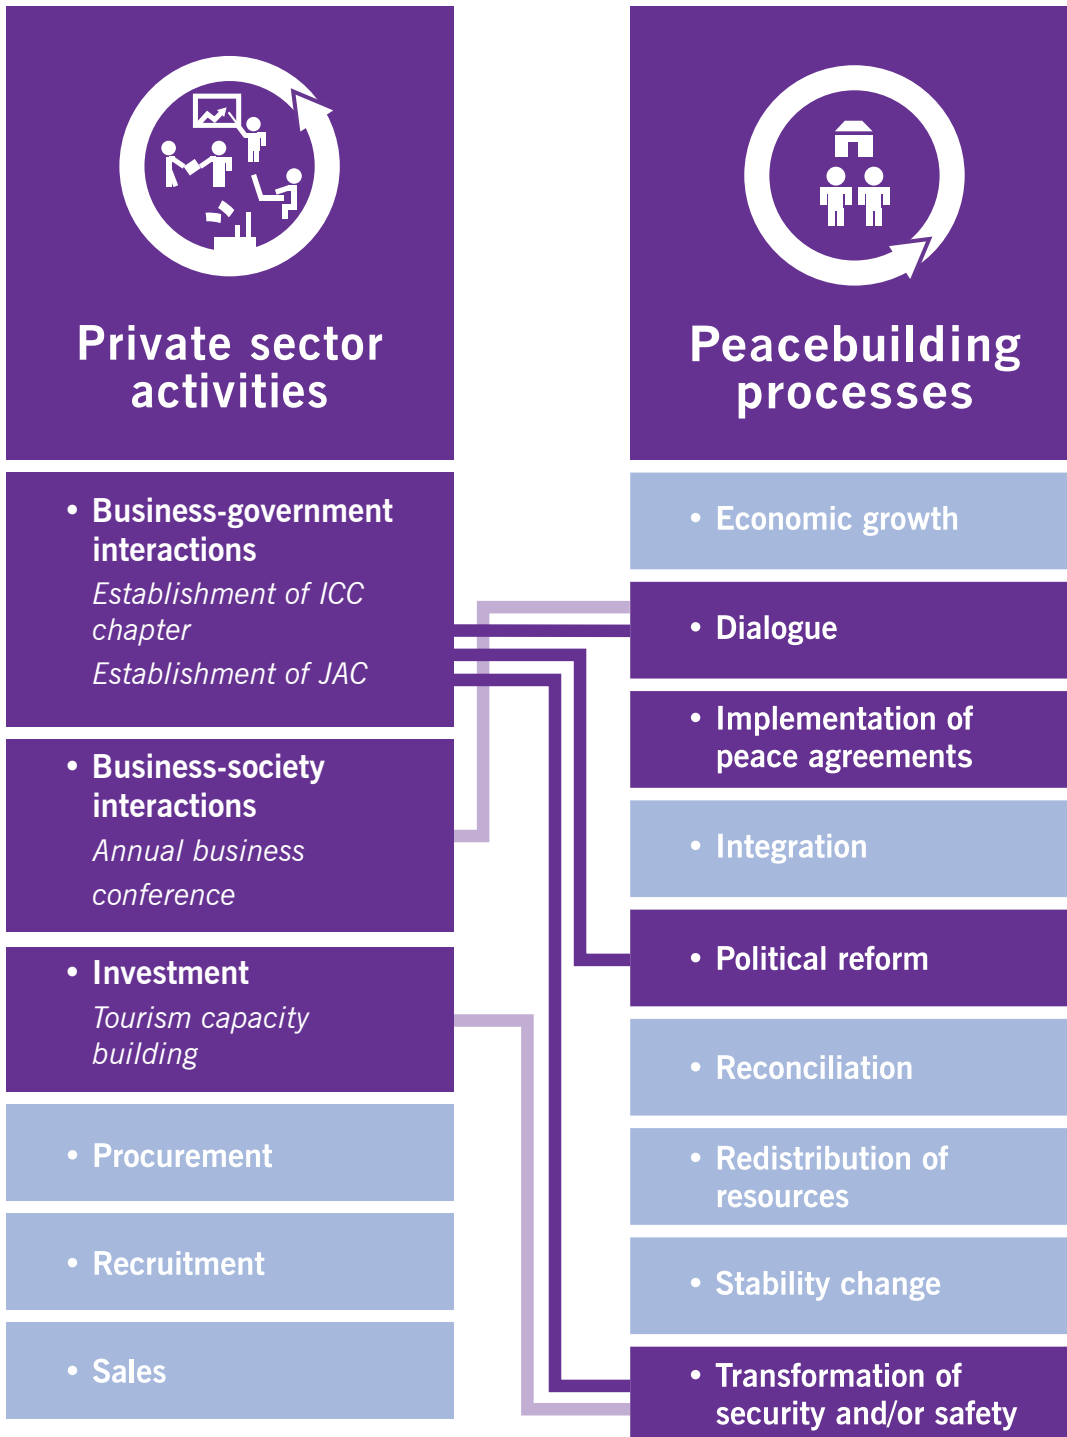 Private sector
activities
• Business-government
interactions
Establishment of ICC
chapter
Establishment of JAC
• Business-society
interactions
Annual business
conference
• Investment
Tourism capacity
building
• Procurement
• Recruitment
• Sales
Peacebuilding
processes
• Economic growth
• Dialogue
• Implementation of
peace agreements
• Integration
• Political reform
• Reconciliation
• Redistribution of
resources
• Stability change
• Transformation of
security and/or safety